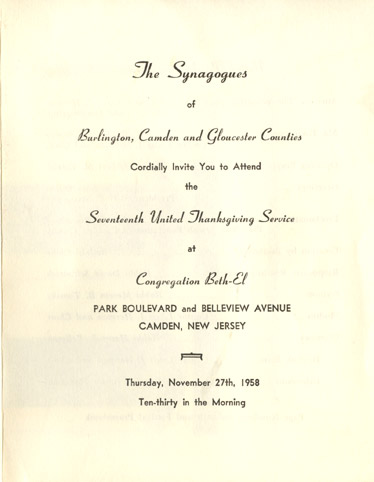 The Synagogues
of
Burlington, Camden and Gloucester Counties
Cordially Invite You to Attend
the
Seventeenth United Thanksgiving Service
at
Congregation Beth-El
PARK BOULEVARD and BELLEVIEW AVENUE
CAMDEN, NEW JERSEY
Thursday, November 27th, 1958
Ten-thirty in the Morning